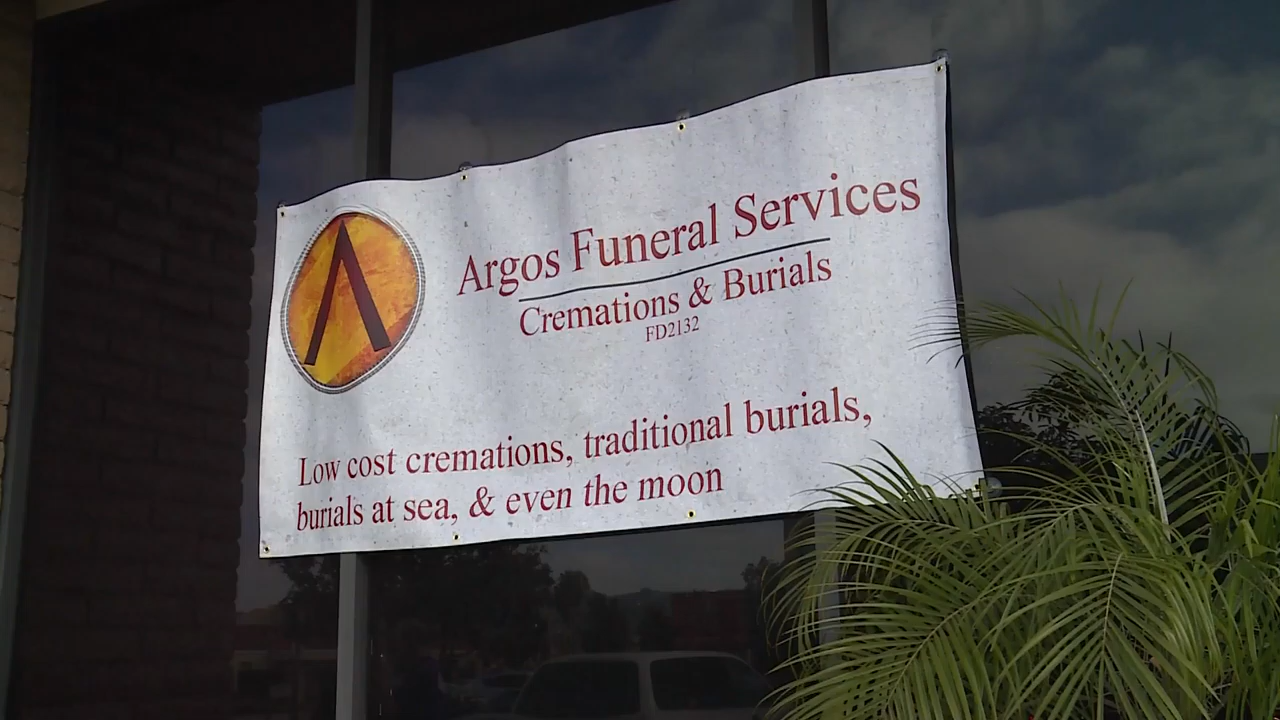 Argos Funeral Services
Cremations & Burials
FD2132
Low cost cremations, traditional burials,
burials at sea, & even the moon